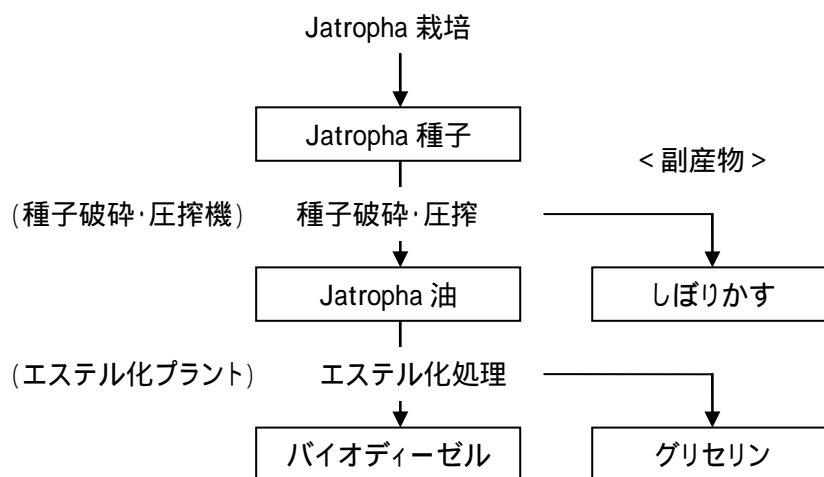 Jatropha 栽培
Jatropha 種子
<副産物>
(種子破砕・圧搾機) 種子破砕・圧搾
Jatropha 油 しぼりかす
(エステル化プラント) エステル化処理
バイオディーゼル グリセリン